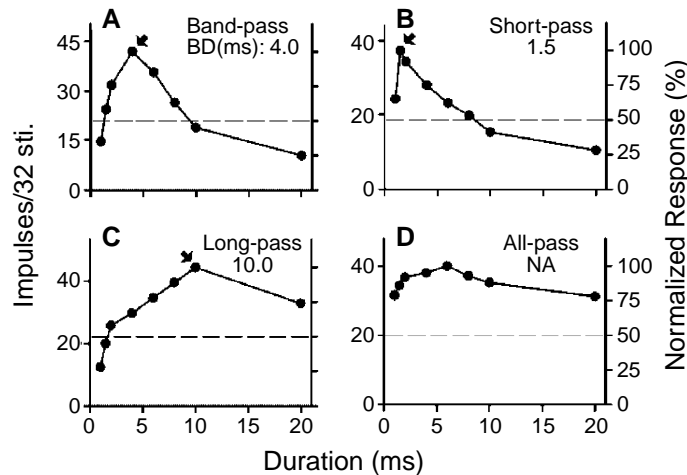 A
Band-pass
BD(ms): 4.0
45
30
15
0
B
Short-pass
1.5
40
20
0
100
75
50
25
0
C
Long-pass
10.0
40
20
0
0 5 10 15 20
D
All-pass
NA
40
20
0
100
75
50
25
0
0 5 10 15 20
Impulses/32 sti.
Normalized Response (%)
Duration (ms)